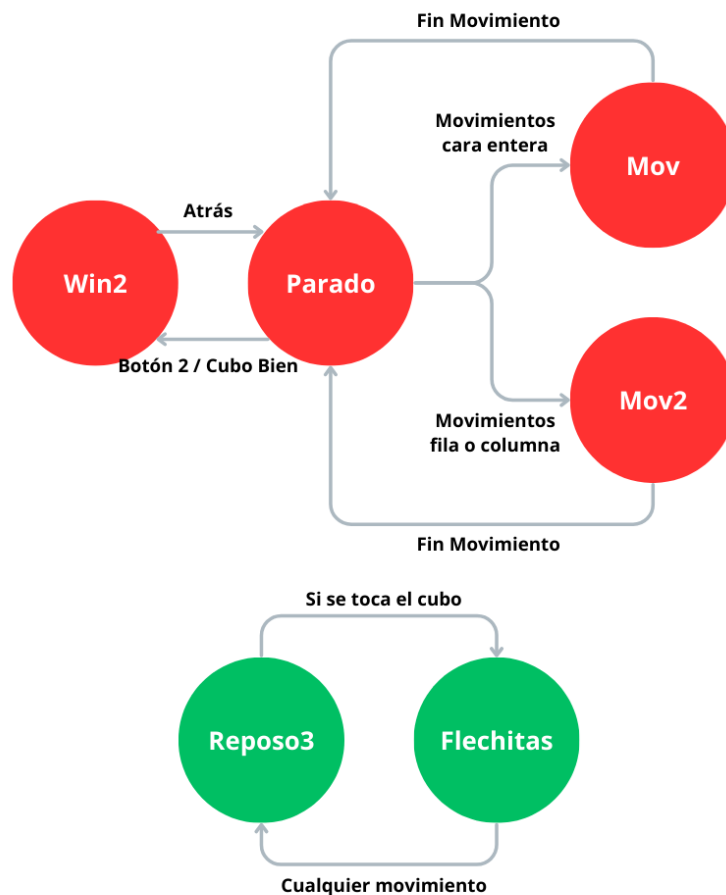 Fin Movimiento
Movimientos
cara entera
Mov
Atrás
Win2
Parado
Botón 2 / Cubo Bien
Mov2
Movimientos
fila o columna
Fin Movimiento
Si se toca el cubo
Reposo3
Flechitas
Cualquier movimiento